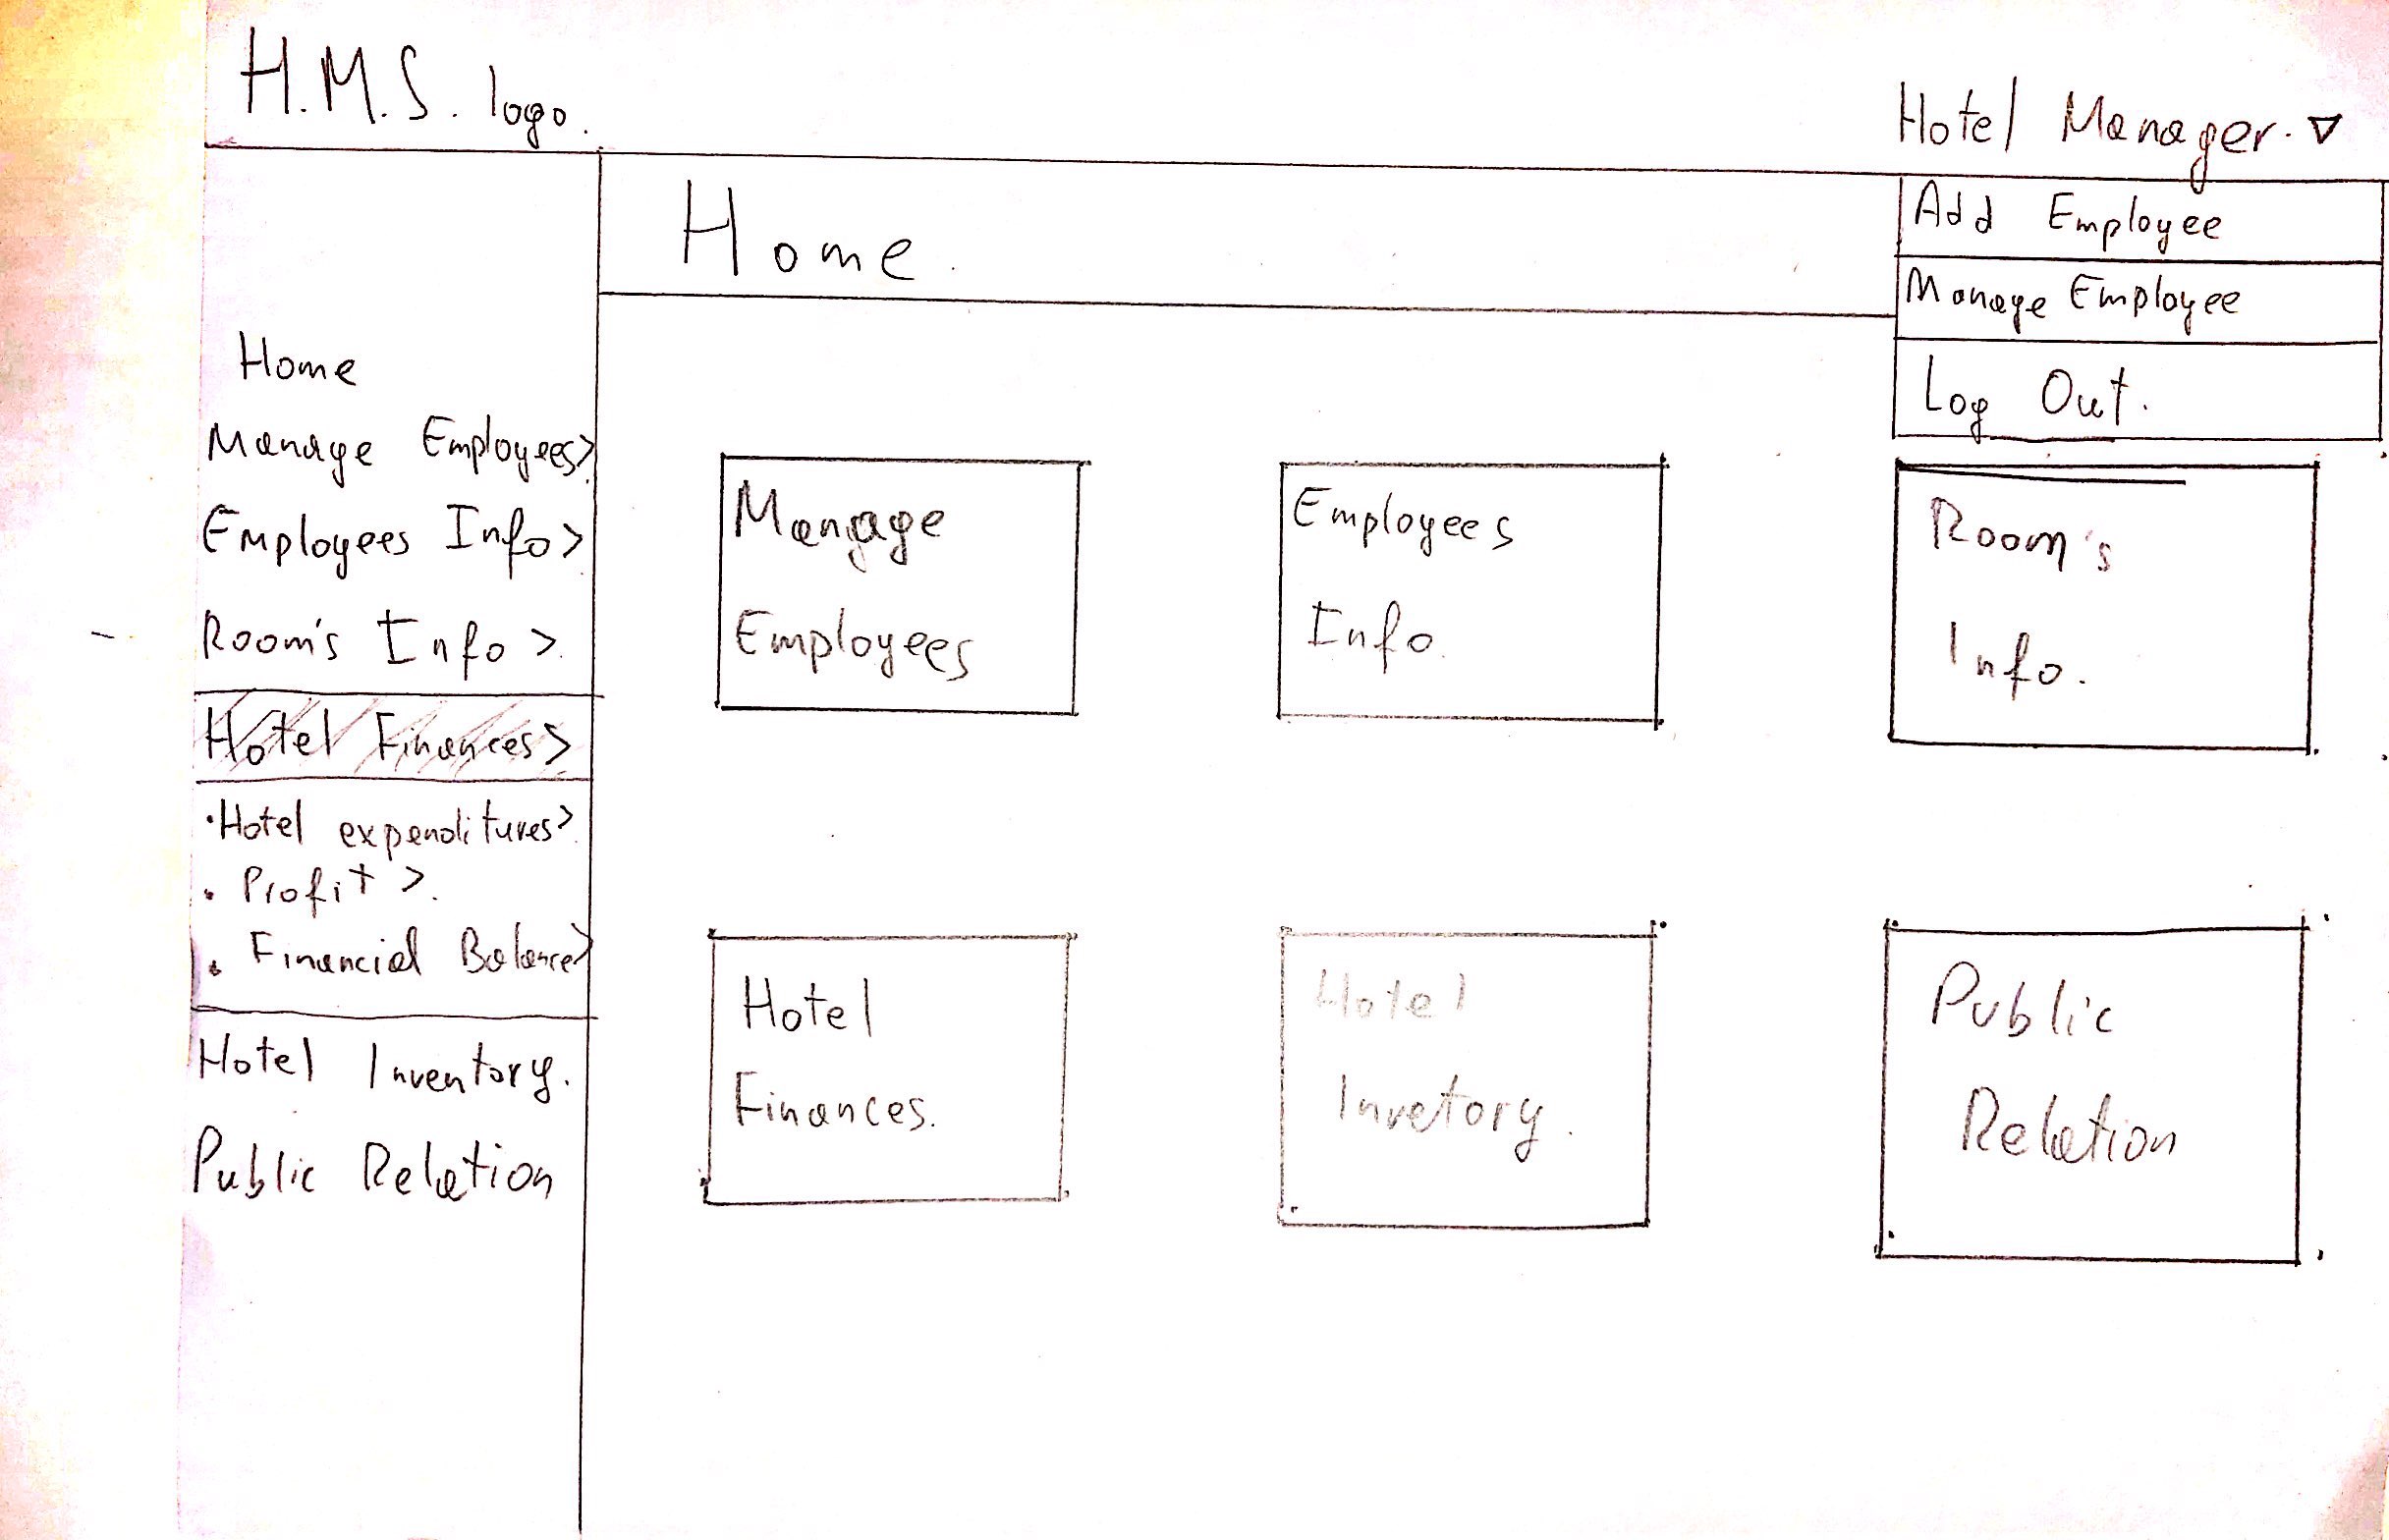 H.M.S. logo.
Hotel Manager. ▽
Add Employee
Manage Employee
Log Out.
Home.
Home
Manage Employees>
Employees Info>
Room's Info >
Hotel Finances>
• Hotel expenditures>
• Profit >.
• Financial Balance>
Hotel Inventory.
Public Relation
Manage
Employees
Employees
Info.
Room's
Info.
Hotel
Finances.
Hotel
Invetory.
Public
Relation